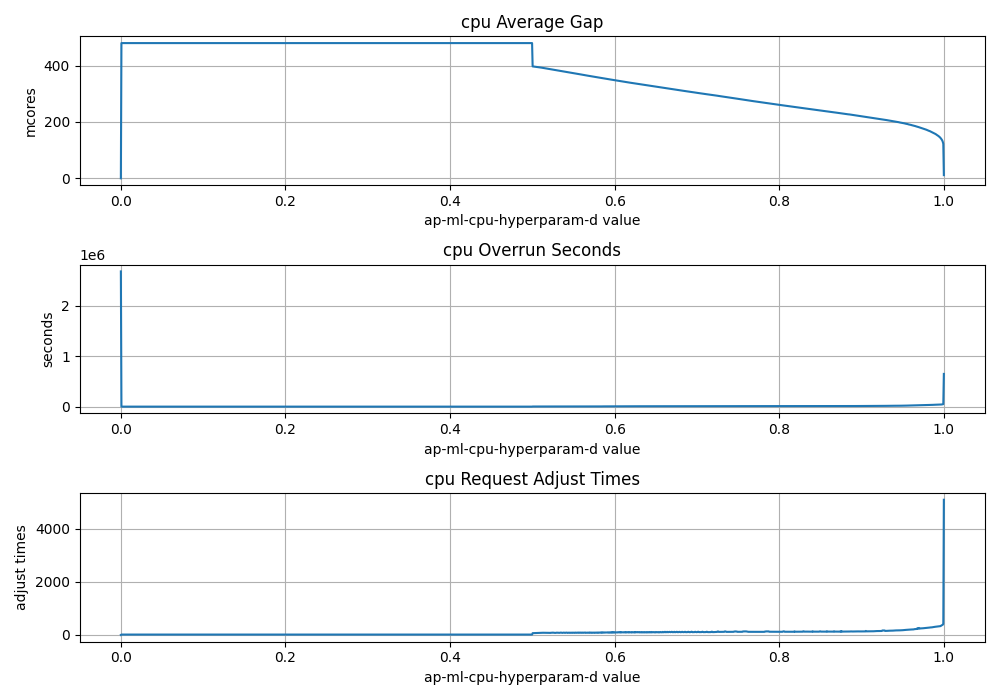 cpu Average Gap
400
200
0
mcores
0.0 0.2 0.4 0.6 0.8 1.0
ap-ml-cpu-hyperparam-d value
cpu Overrun Seconds
1e6
2
1
0
seconds
0.0 0.2 0.4 0.6 0.8 1.0
ap-ml-cpu-hyperparam-d value
cpu Request Adjust Times
4000
2000
0
adjust times
0.0 0.2 0.4 0.6 0.8 1.0
ap-ml-cpu-hyperparam-d value